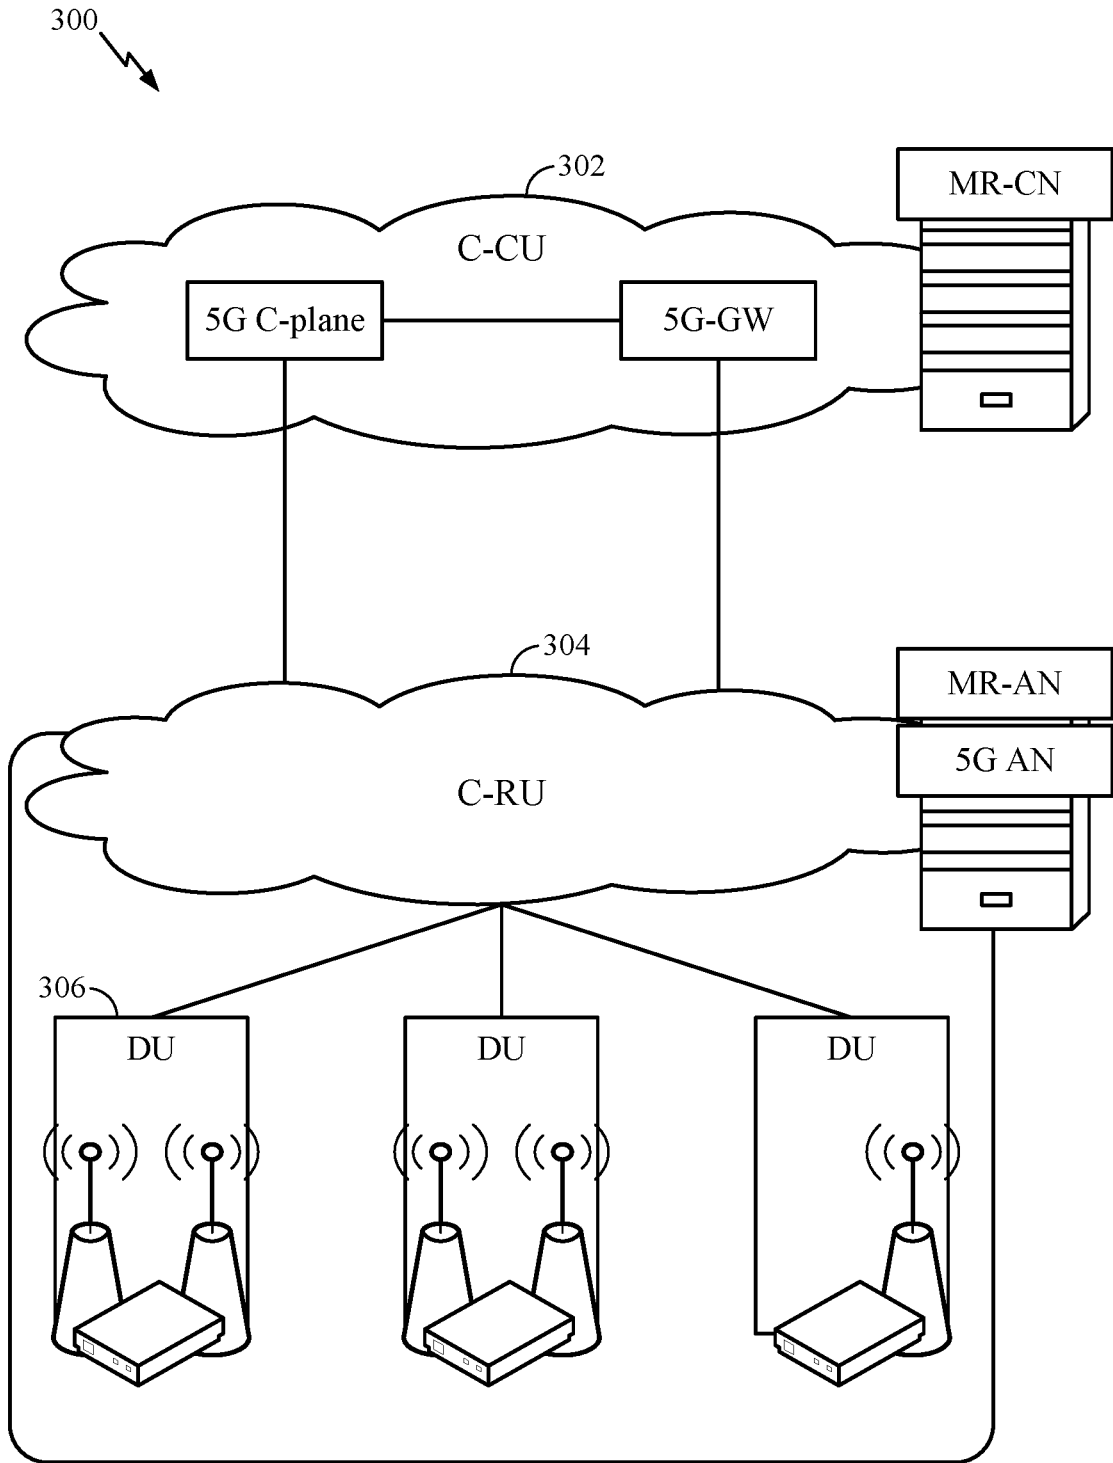 300
302
MR-CN
C-CU
5G C-plane
5G-GW
304
MR-AN
5G AN
C-RU
306
DU
DU
DU